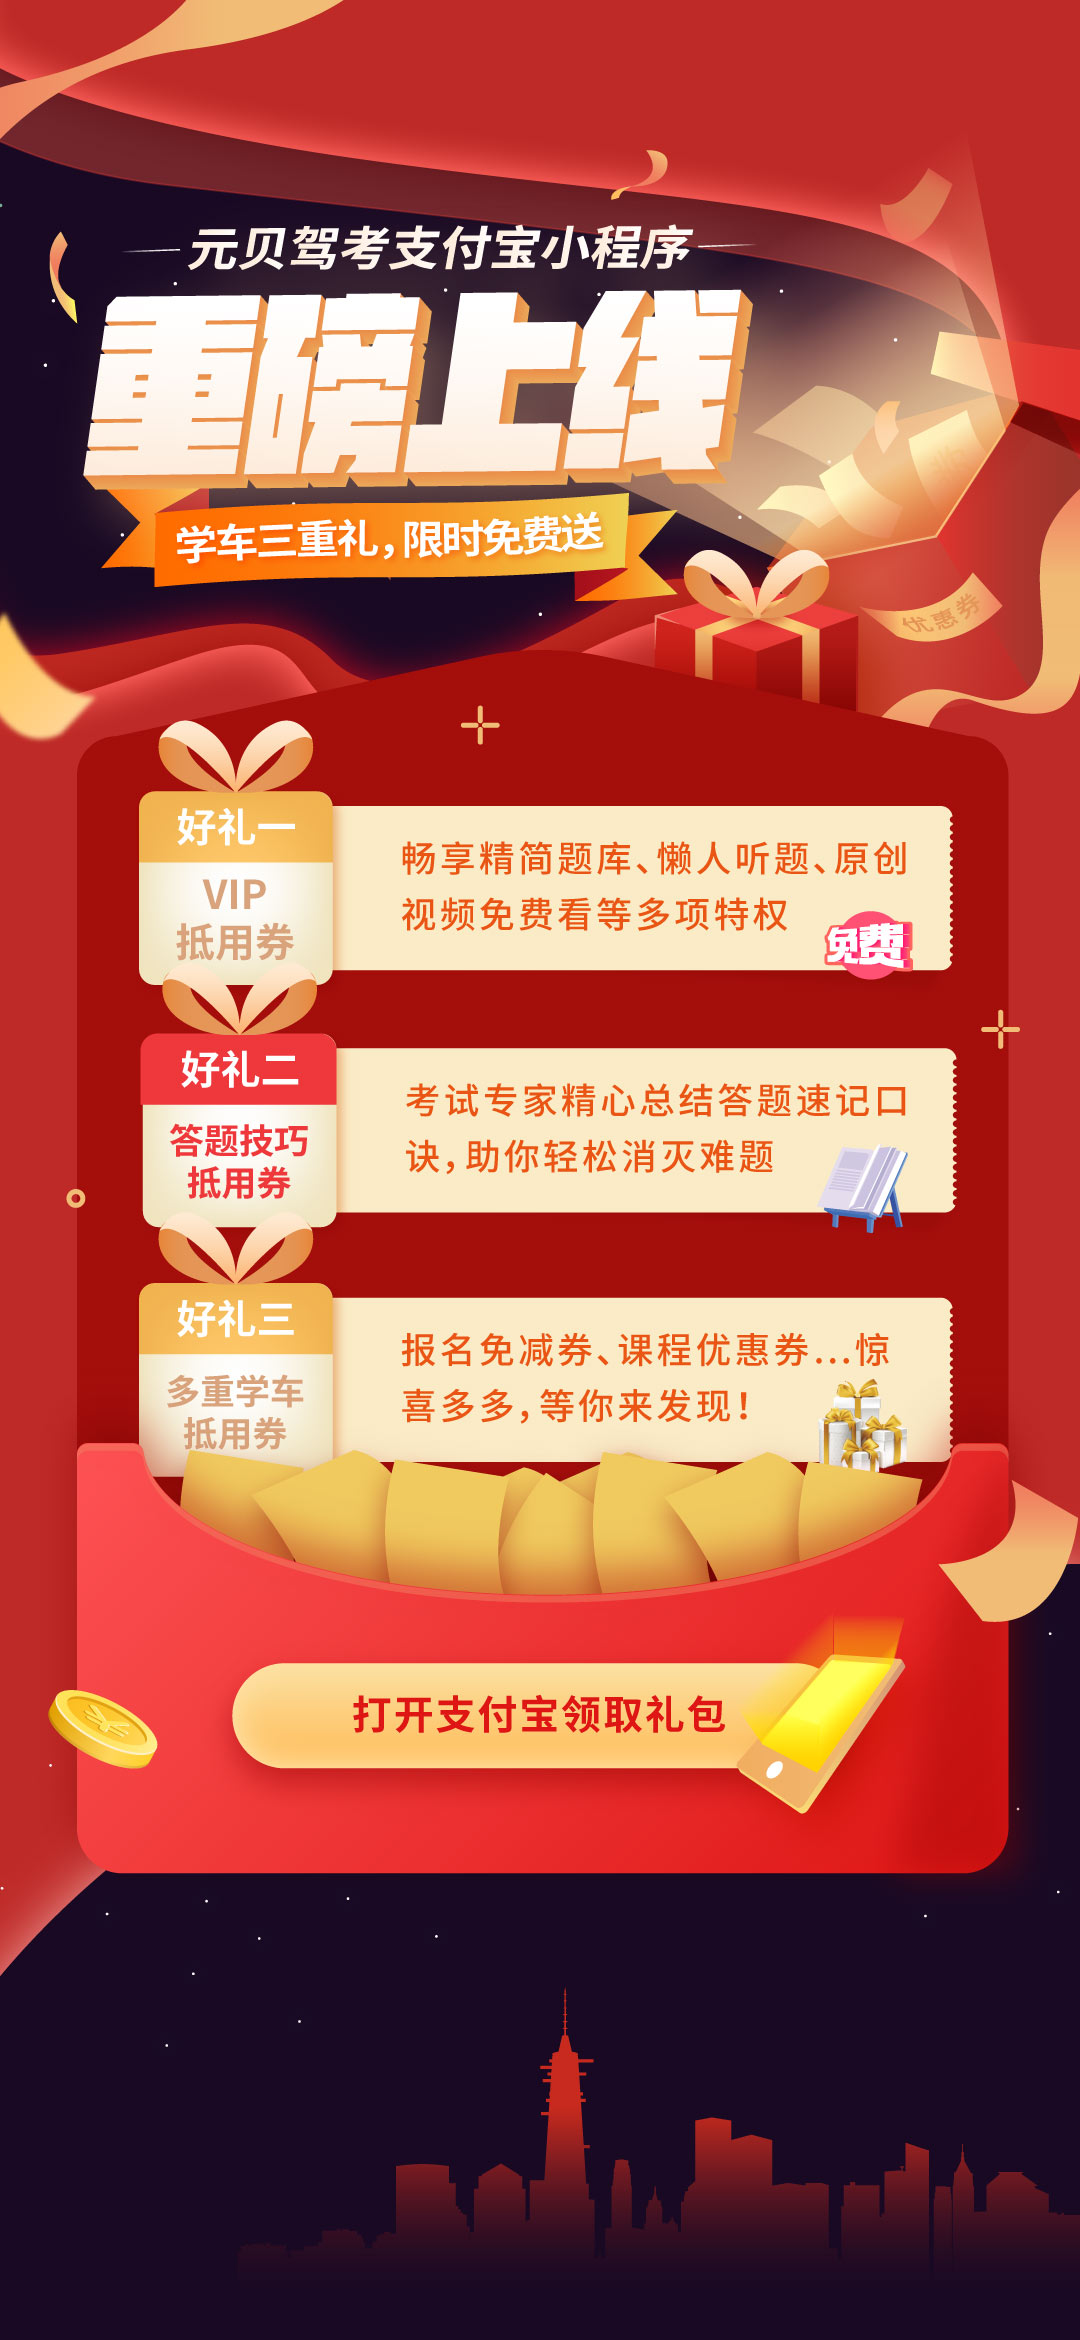 元贝驾考支付宝小程序
重磅上线
学车三重礼，限时免费送
优惠券
好礼一
VIP
抵用券
畅享精简题库、懒人听题、原创
视频免费看等多项特权
免费
好礼二
答题技巧
抵用券
考试专家精心总结答题速记口
诀，助你轻松消灭难题
好礼三
多重学车
抵用券
报名免减券、课程优惠券...惊
喜多多，等你来发现！
打开支付宝领取礼包